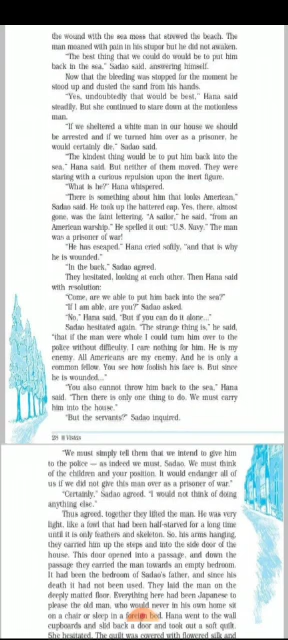 the wound with the sea moss that strewed the beach. The
man moaned with pain in his stupor but he did not awaken.
"The best thing that we could do would be to put him
back in the sea," Sadao said, answering himself.
Now that the bleeding was stopped for the moment he
stood up and dusted the sand from his hands.
"Yes, undoubtedly that would be best," Hana said
steadily. But she continued to stare down at the motionless
man.
"If we sheltered a white man in our house we should
be arrested and if we turned him over as a prisoner, he
would certainly die," Sadao said.
"The kindest thing would be to put him back into the
sea," Hana said. But neither of them moved. They were
staring with a curious repulsion upon the inert figure.
"What is he?" Hana whispered.
"There is something about him that looks American,"
Sadao said. He took up the battered cap. Yes, there, almost
gone, was the faint lettering. "A sailor," he said, "from an
American warship." He spelled it out: "U.S. Navy." The man
was a prisoner of war!
"He has escaped," Hana cried softly, "and that is why
he is wounded."
"In the back," Sadao agreed.
They hesitated, looking at each other. Then Hana said
with resolution:
"Come, are we able to put him back into the sea?"
"If I am able, are you?" Sadao asked.
"No," Hana said, "But if you can do it alone..."
Sadao hesitated again. "The strange thing is," he said,
"that if the man were whole I could turn him over to the
police without difficulty. I care nothing for him. He is my
enemy. All Americans are my enemy. And he is only a
common fellow. You see how foolish his face is. But since
he is wounded..."
"You also cannot throw him back to the sea," Hana
said. "Then there is only one thing to do. We must carry
him into the house."
"But the servants?" Sadao inquired.
28 Vistas
"We must simply tell them that we intend to give him
to the police — as indeed we must, Sadao. We must think
of the children and your position. It would endanger all of
us if we did not give this man over as a prisoner of war."
"Certainly," Sadao agreed. "I would not think of doing
anything else."
Thus agreed, together they lifted the man. He was very
light, like a fowl that had been half-starved for a long time
until it is only feathers and skeleton. So, his arms hanging,
they carried him up the steps and into the side door of the
house. This door opened into a passage, and down the
passage they carried the man towards an empty bedroom.
It had been the bedroom of Sadao's father, and since his
death it had not been used. They laid the man on the
deeply matted floor. Everything here had been Japanese to
please the old man, who would never in his own home sit
on a chair or sleep in a foreign bed. Hana went to the wall
cupboards and slid back a door and took out a soft quilt.
She hesitated. The quilt was covered with flowered silk and